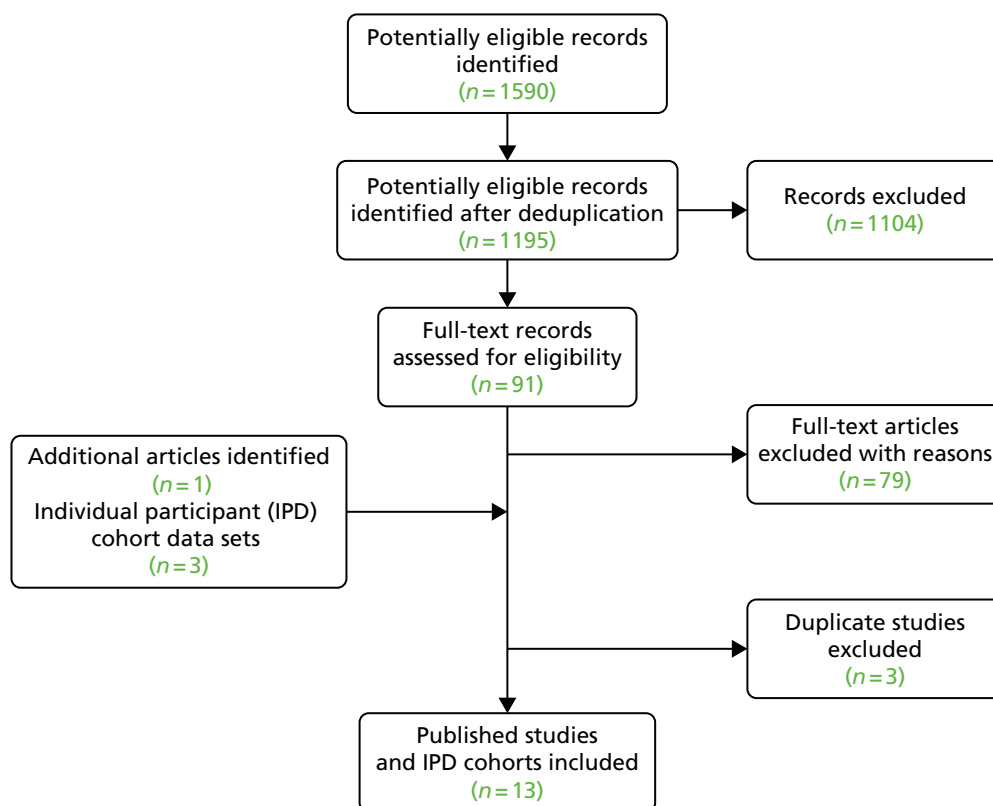 Potentially eligible records
identified
(n=1590)
Potentially eligible records
identified after deduplication
(n=1195)
Records excluded
(n=1104)
Full-text records
assessed for eligibility
(n=91)
Full-text articles
excluded with reasons
(n=79)
Additional articles identified
(n=1)
Individual participant (IPD)
cohort data sets
(n=3)
Duplicate studies
excluded
(n=3)
Published studies
and IPD cohorts included
(n=13)